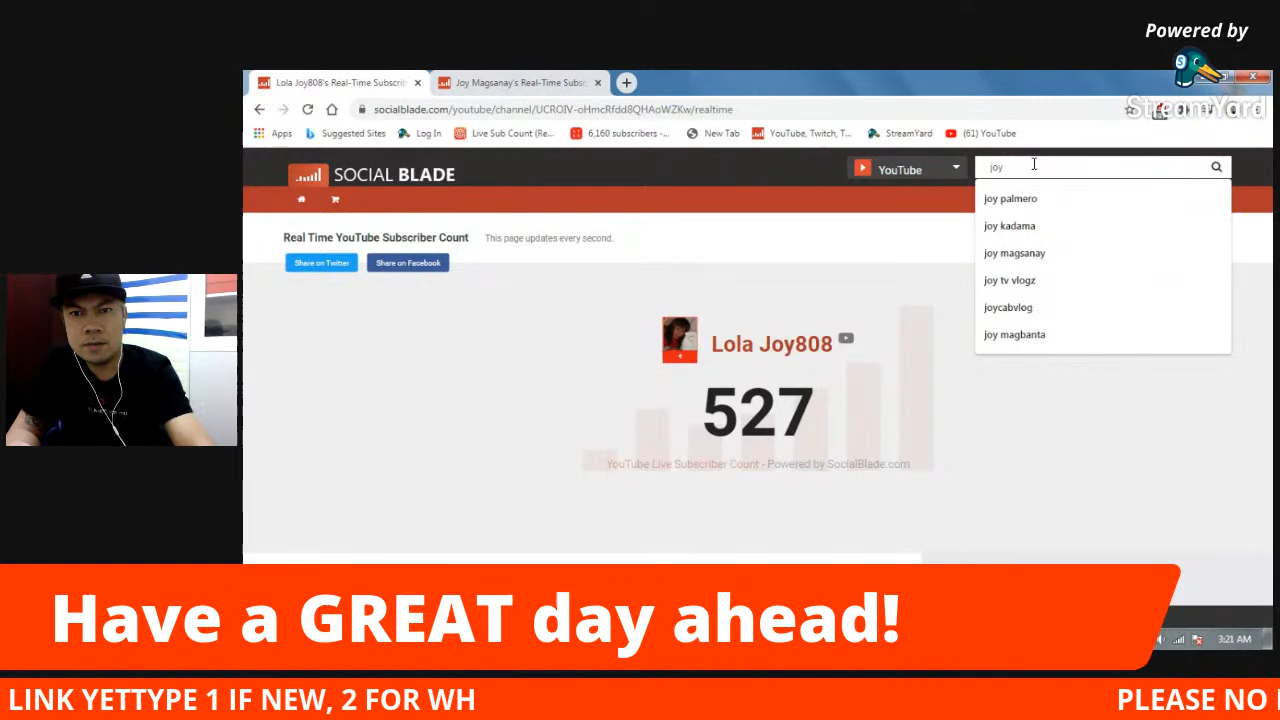 Powered by
StreamYard
Lola Joy808's Real-Time Subscrib
Joy Magsanay's Real-Time Subsc
socialblade.com/youtube/channel/UCROIV-oHmcRfdd8QHAoWZKw/realtime
Apps
Suggested Sites
Log In
Live Sub Count (Re...
6,160 subscribers -...
New Tab
YouTube, Twitch, T...
StreamYard
(61) YouTube
SOCIAL BLADE
YouTube
joy
joy palmero
joy kadama
joy magsanay
joy tv vlogz
joycabvlog
joy magbanta
Real Time YouTube Subscriber Count
This page updates every second.
Share on Twitter
Share on Facebook
Lola Joy808
527
YouTube Live Subscriber Count - Powered by SocialBlade.com
Have a GREAT day ahead!
3:21 AM
LINK YETTYPE 1 IF NEW, 2 FOR WH
PLEASE NO